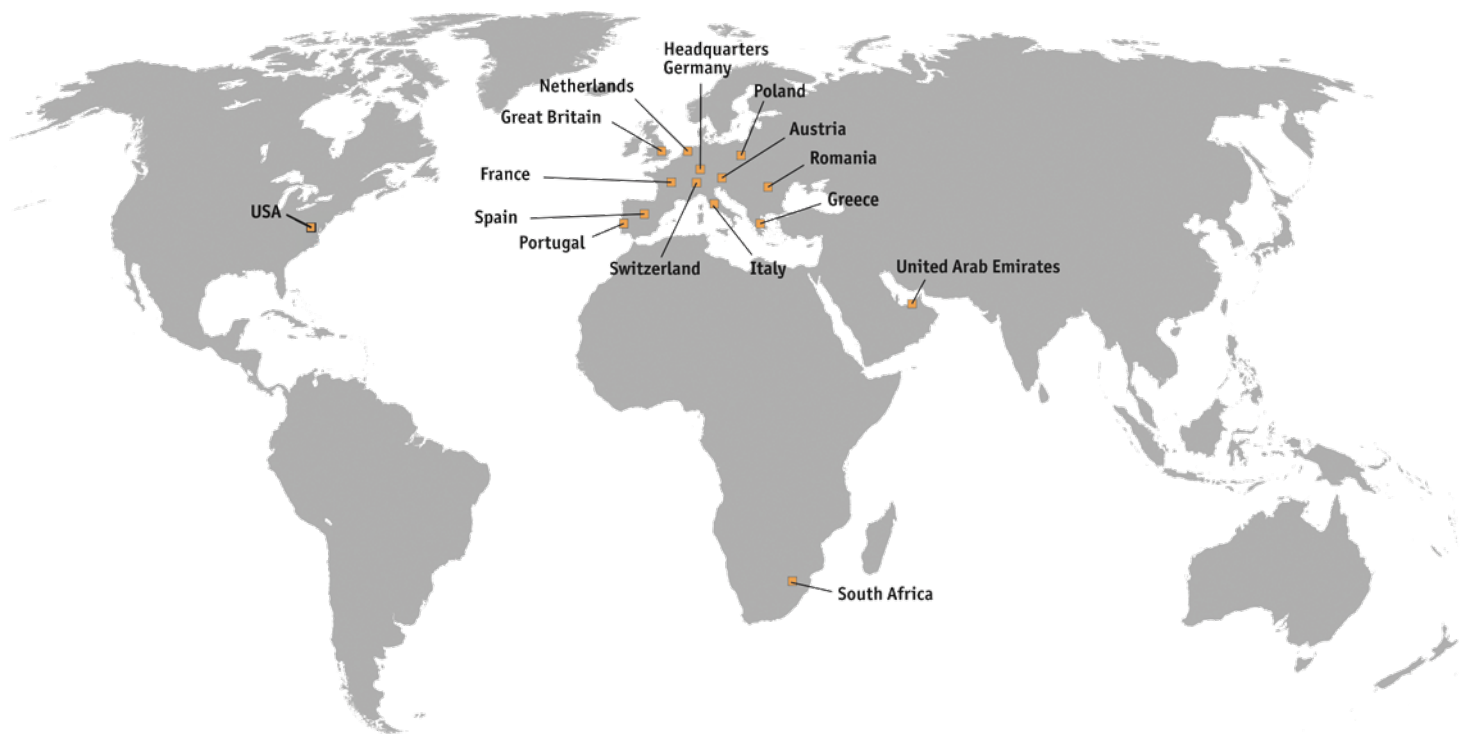 Headquarters
Germany
Netherlands
Poland
Great Britain
Austria
Romania
France
Greece
USA
Spain
Portugal
Switzerland
Italy
United Arab Emirates
South Africa